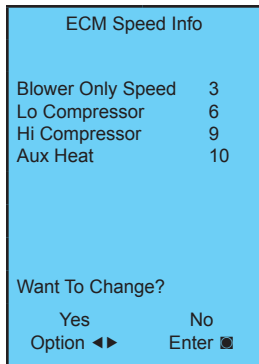 ECM Speed Info
Blower Only Speed 3
Lo Compressor 6
Hi Compressor 9
Aux Heat 10
Want To Change?
Yes No
Option ◄► Enter ◙